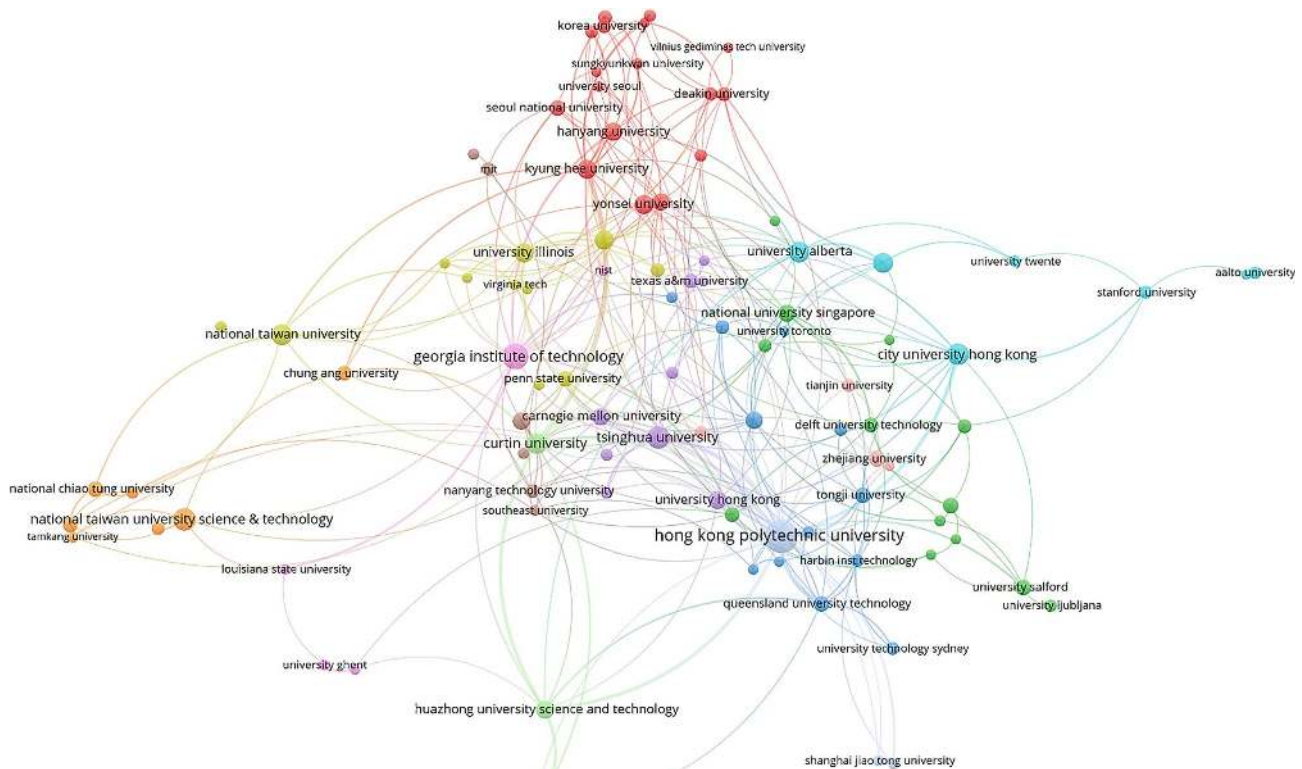 korea university
vilnius gediminas tech university
sungkyunkwan university
university seoul
deakin university
seoul national university
hanyang university
mit
kyung hee university
yonsei university
university illinois
university alberta
university twente
nist
aalto university
virginia tech
texas a&m university
stanford university
national university singapore
national taiwan university
university toronto
georgia institute of technology
city university hong kong
chung ang university
penn state university
tianjin university
carnegie mellon university
delft university technology
curtin university
tsinghua university
zhejiang university
national chiao tung university
nanyang technology university
university hong kong
tongji university
southeast university
national taiwan university science & technology
tamkang university
hong kong polytechnic university
harbin inst technology
louisiana state university
university salford
queensland university technology
university ljubljana
university technology sydney
university ghent
huazhong university science and technology
shanghai jiao tong university